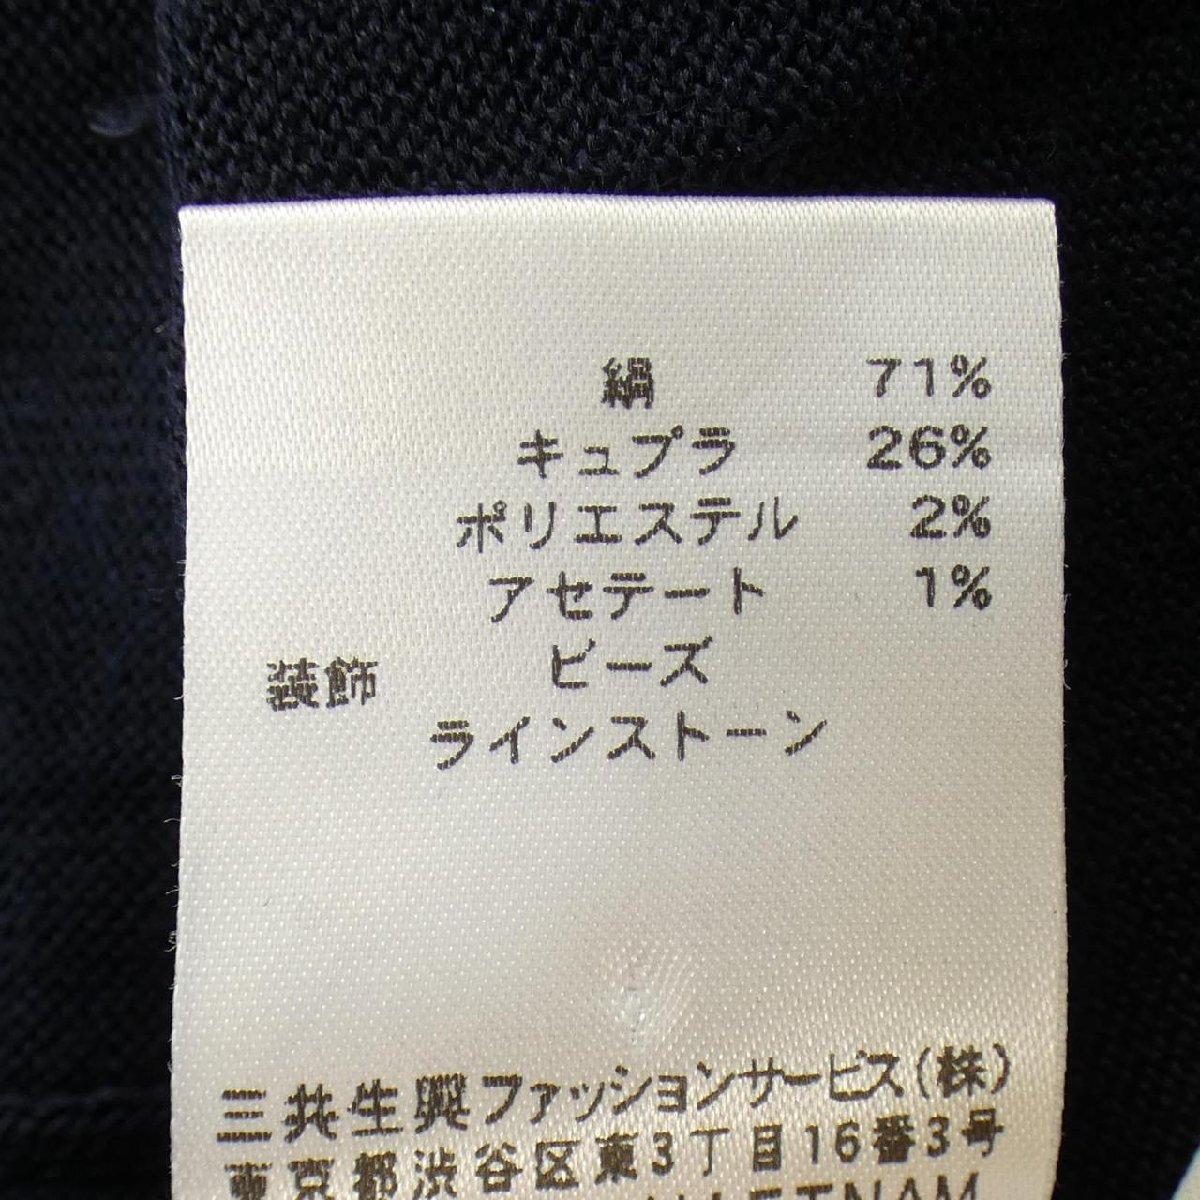 絹 71%
キュプラ 26%
ポリエステル 2%
アセテート 1%
装飾 ビーズ
ラインストーン
三共生興ファッションサービス(株)
東京都渋谷区東3丁目16番3号
VIETNAM